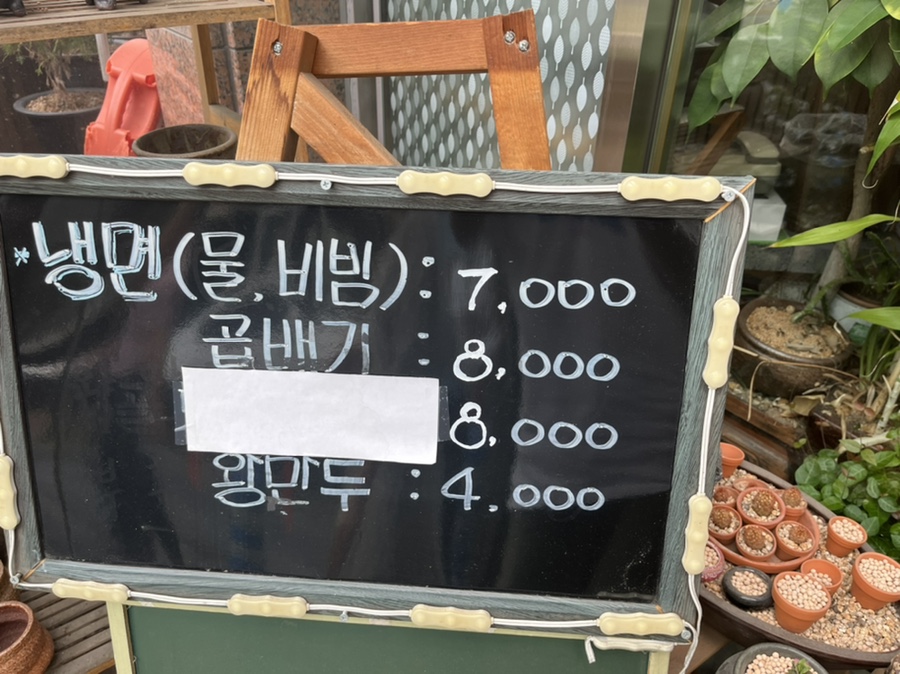 *냉면(물, 비빔): 7,000
곱배기 : 8,000
8,000
왕만두 : 4,000